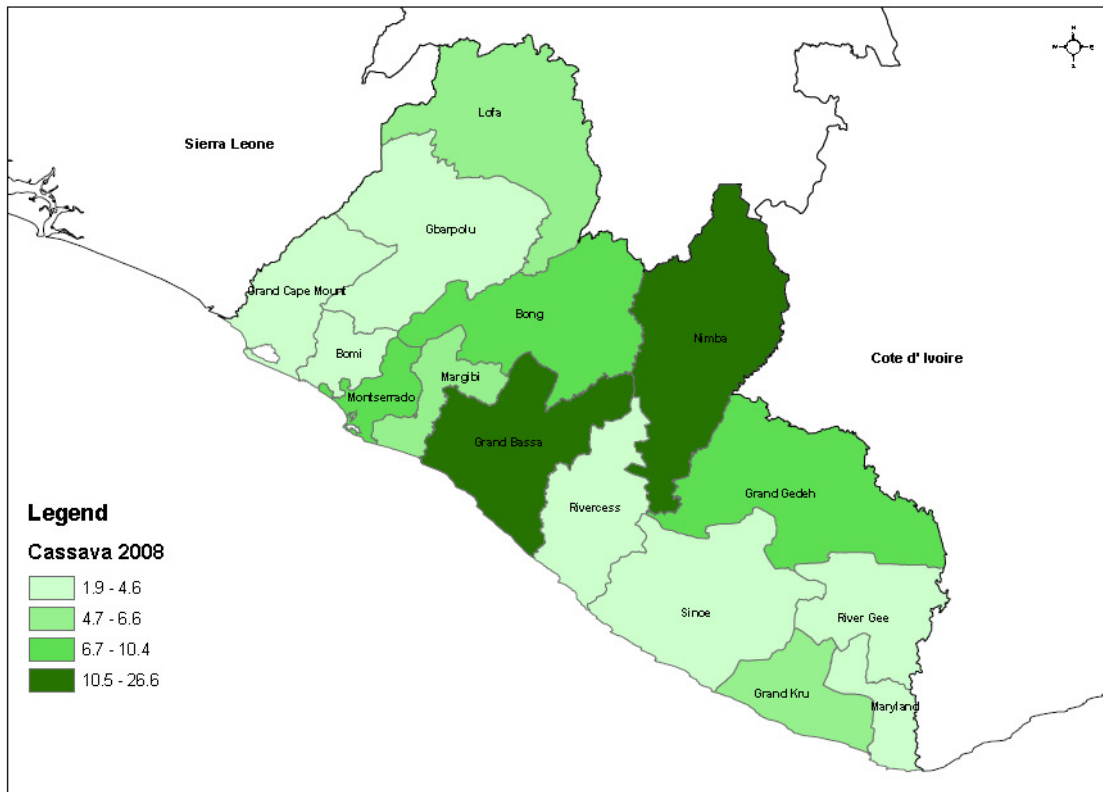 N
W E
S
Lofa
Sierra Leone
Gbarpolu
Grand Cape Mount
Bong
Nimba
Bomi
Cote d' Ivoire
Margibi
Montserrado
Grand Bassa
Grand Gedeh
Rivercess
Sinoe
River Gee
Grand Kru
Maryland
Legend
Cassava 2008
1.9 - 4.6
4.7 - 6.6
6.7 - 10.4
10.5 - 26.6